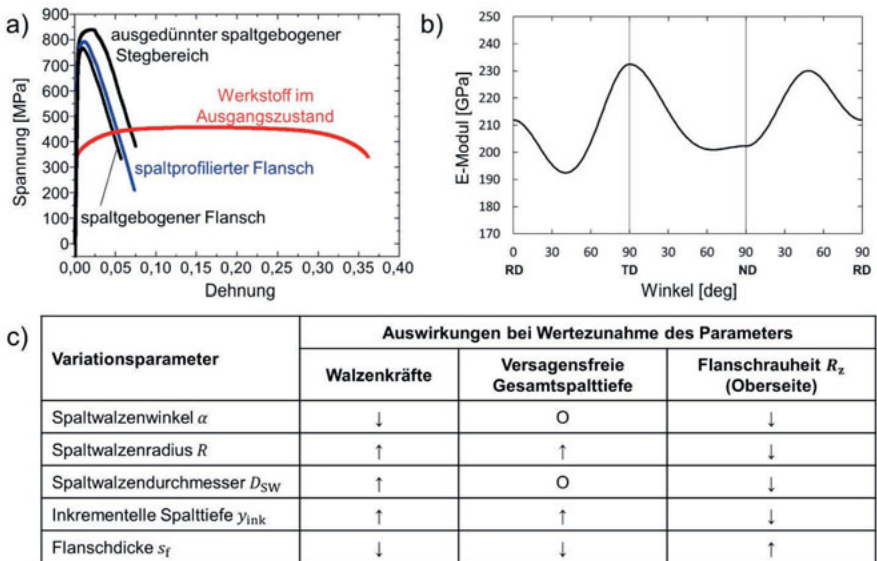 a)
Spannung [MPa]
900
800
700
600
500
400
300
200
100
0
ausgedünnter spaltgebogener
Stegbereich
Werkstoff im
Ausgangszustand
spaltprofilierter Flansch
spaltgebogener Flansch
0,00 0,05 0,10 0,15 0,20 0,25 0,30 0,35 0,40
Dehnung
b)
E-Modul [GPa]
250
240
230
220
210
200
190
180
170
0 30 60 90 60 30 90 30 60 90
RD TD ND RD
Winkel [deg]
c)
Variationsparameter
Auswirkungen bei Wertezunahme des Parameters
Walzenkräfte
Versagensfreie
Gesamtspalttiefe
Flanschrauheit Rz
(Oberseite)
Spaltwalzenwinkel α ↓ O ↓
Spaltwalzenradius R ↑ ↑ ↓
Spaltwalzendurchmesser DSW ↑ O ↓
Inkrementelle Spalttiefe yink ↑ ↑ ↓
Flanschdicke sf ↓ ↓ ↑